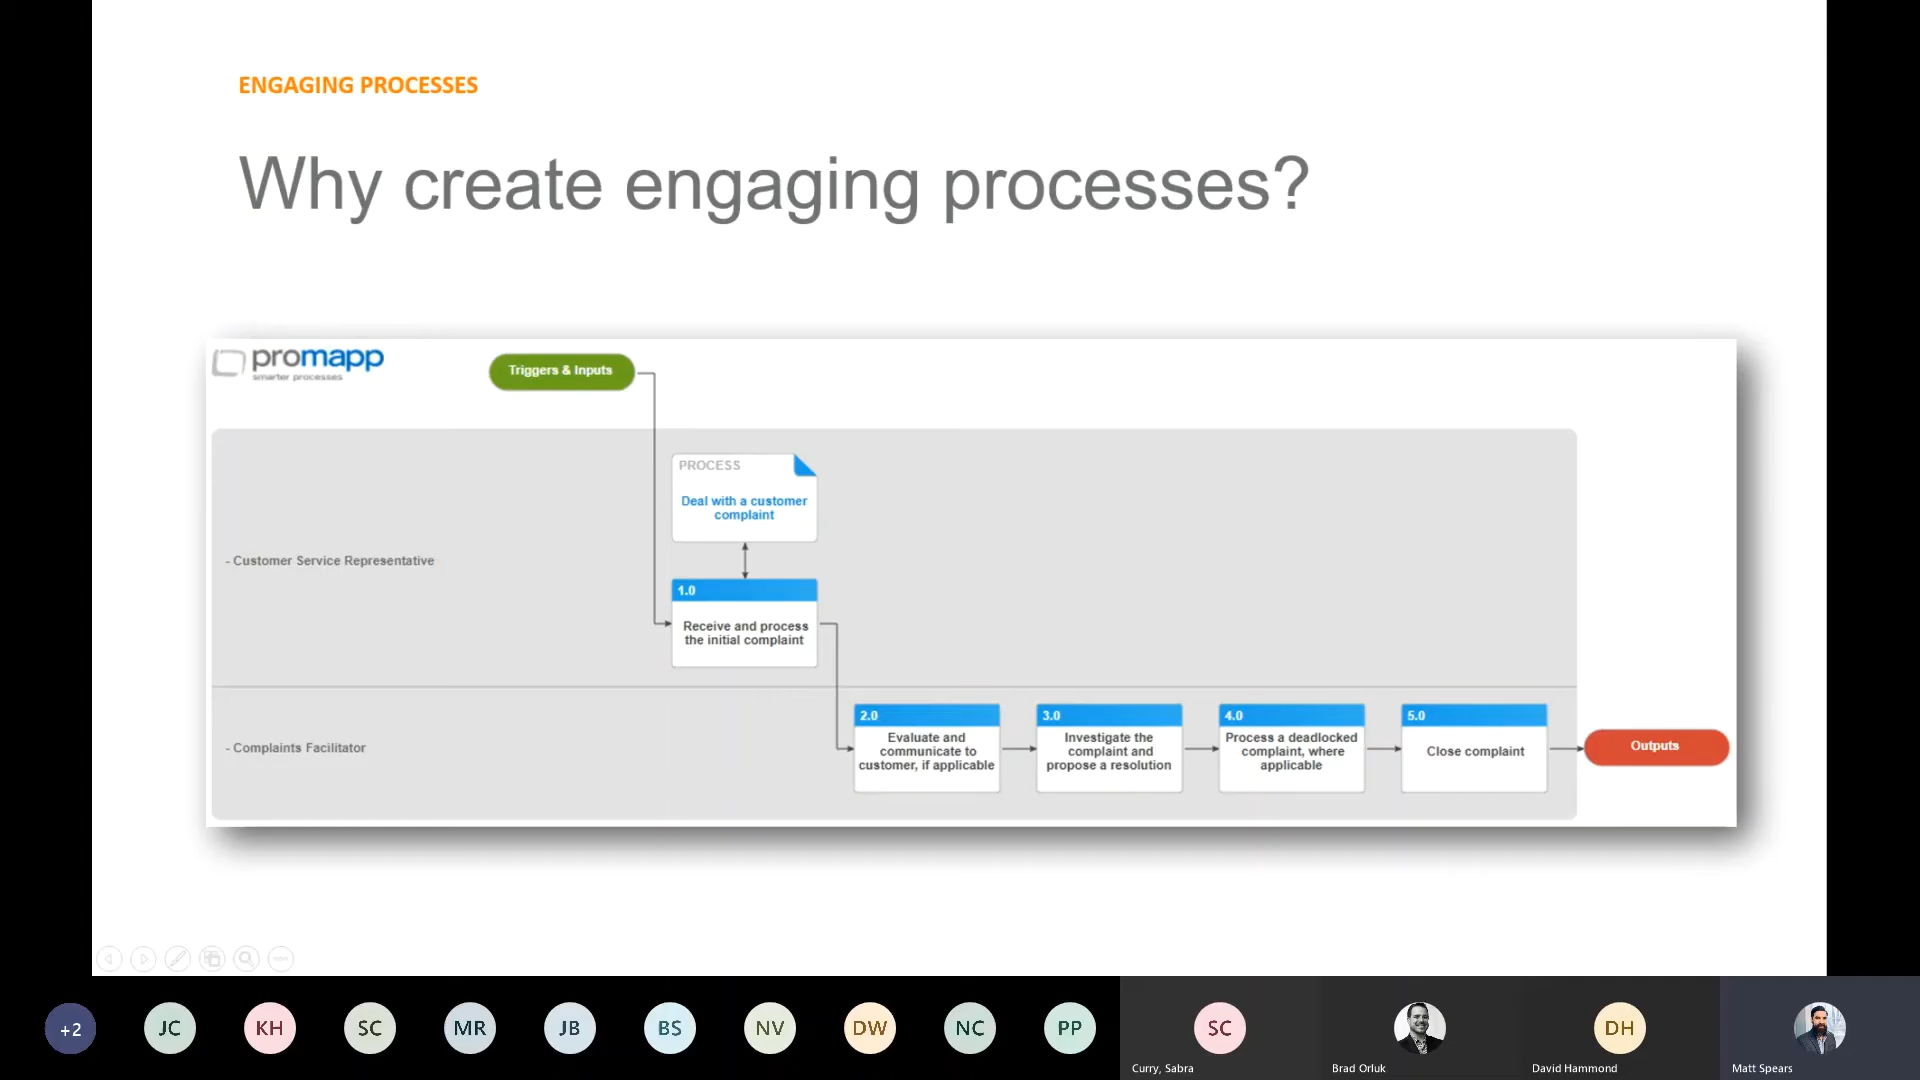 ENGAGING PROCESSES
Why create engaging processes?
promapp
smarter processes
Triggers & Inputs
PROCESS
Deal with a customer
complaint
- Customer Service Representative
1.0
Receive and process
the initial complaint
- Complaints Facilitator
2.0
Evaluate and
communicate to
customer, if applicable
3.0
Investigate the
complaint and
propose a resolution
4.0
Process a deadlocked
complaint, where
applicable
5.0
Close complaint
Outputs
+2
JC
KH
SC
MR
JB
BS
NV
DW
NC
PP
SC
DH
Curry, Sabra
Brad Orluk
David Hammond
Matt Spears